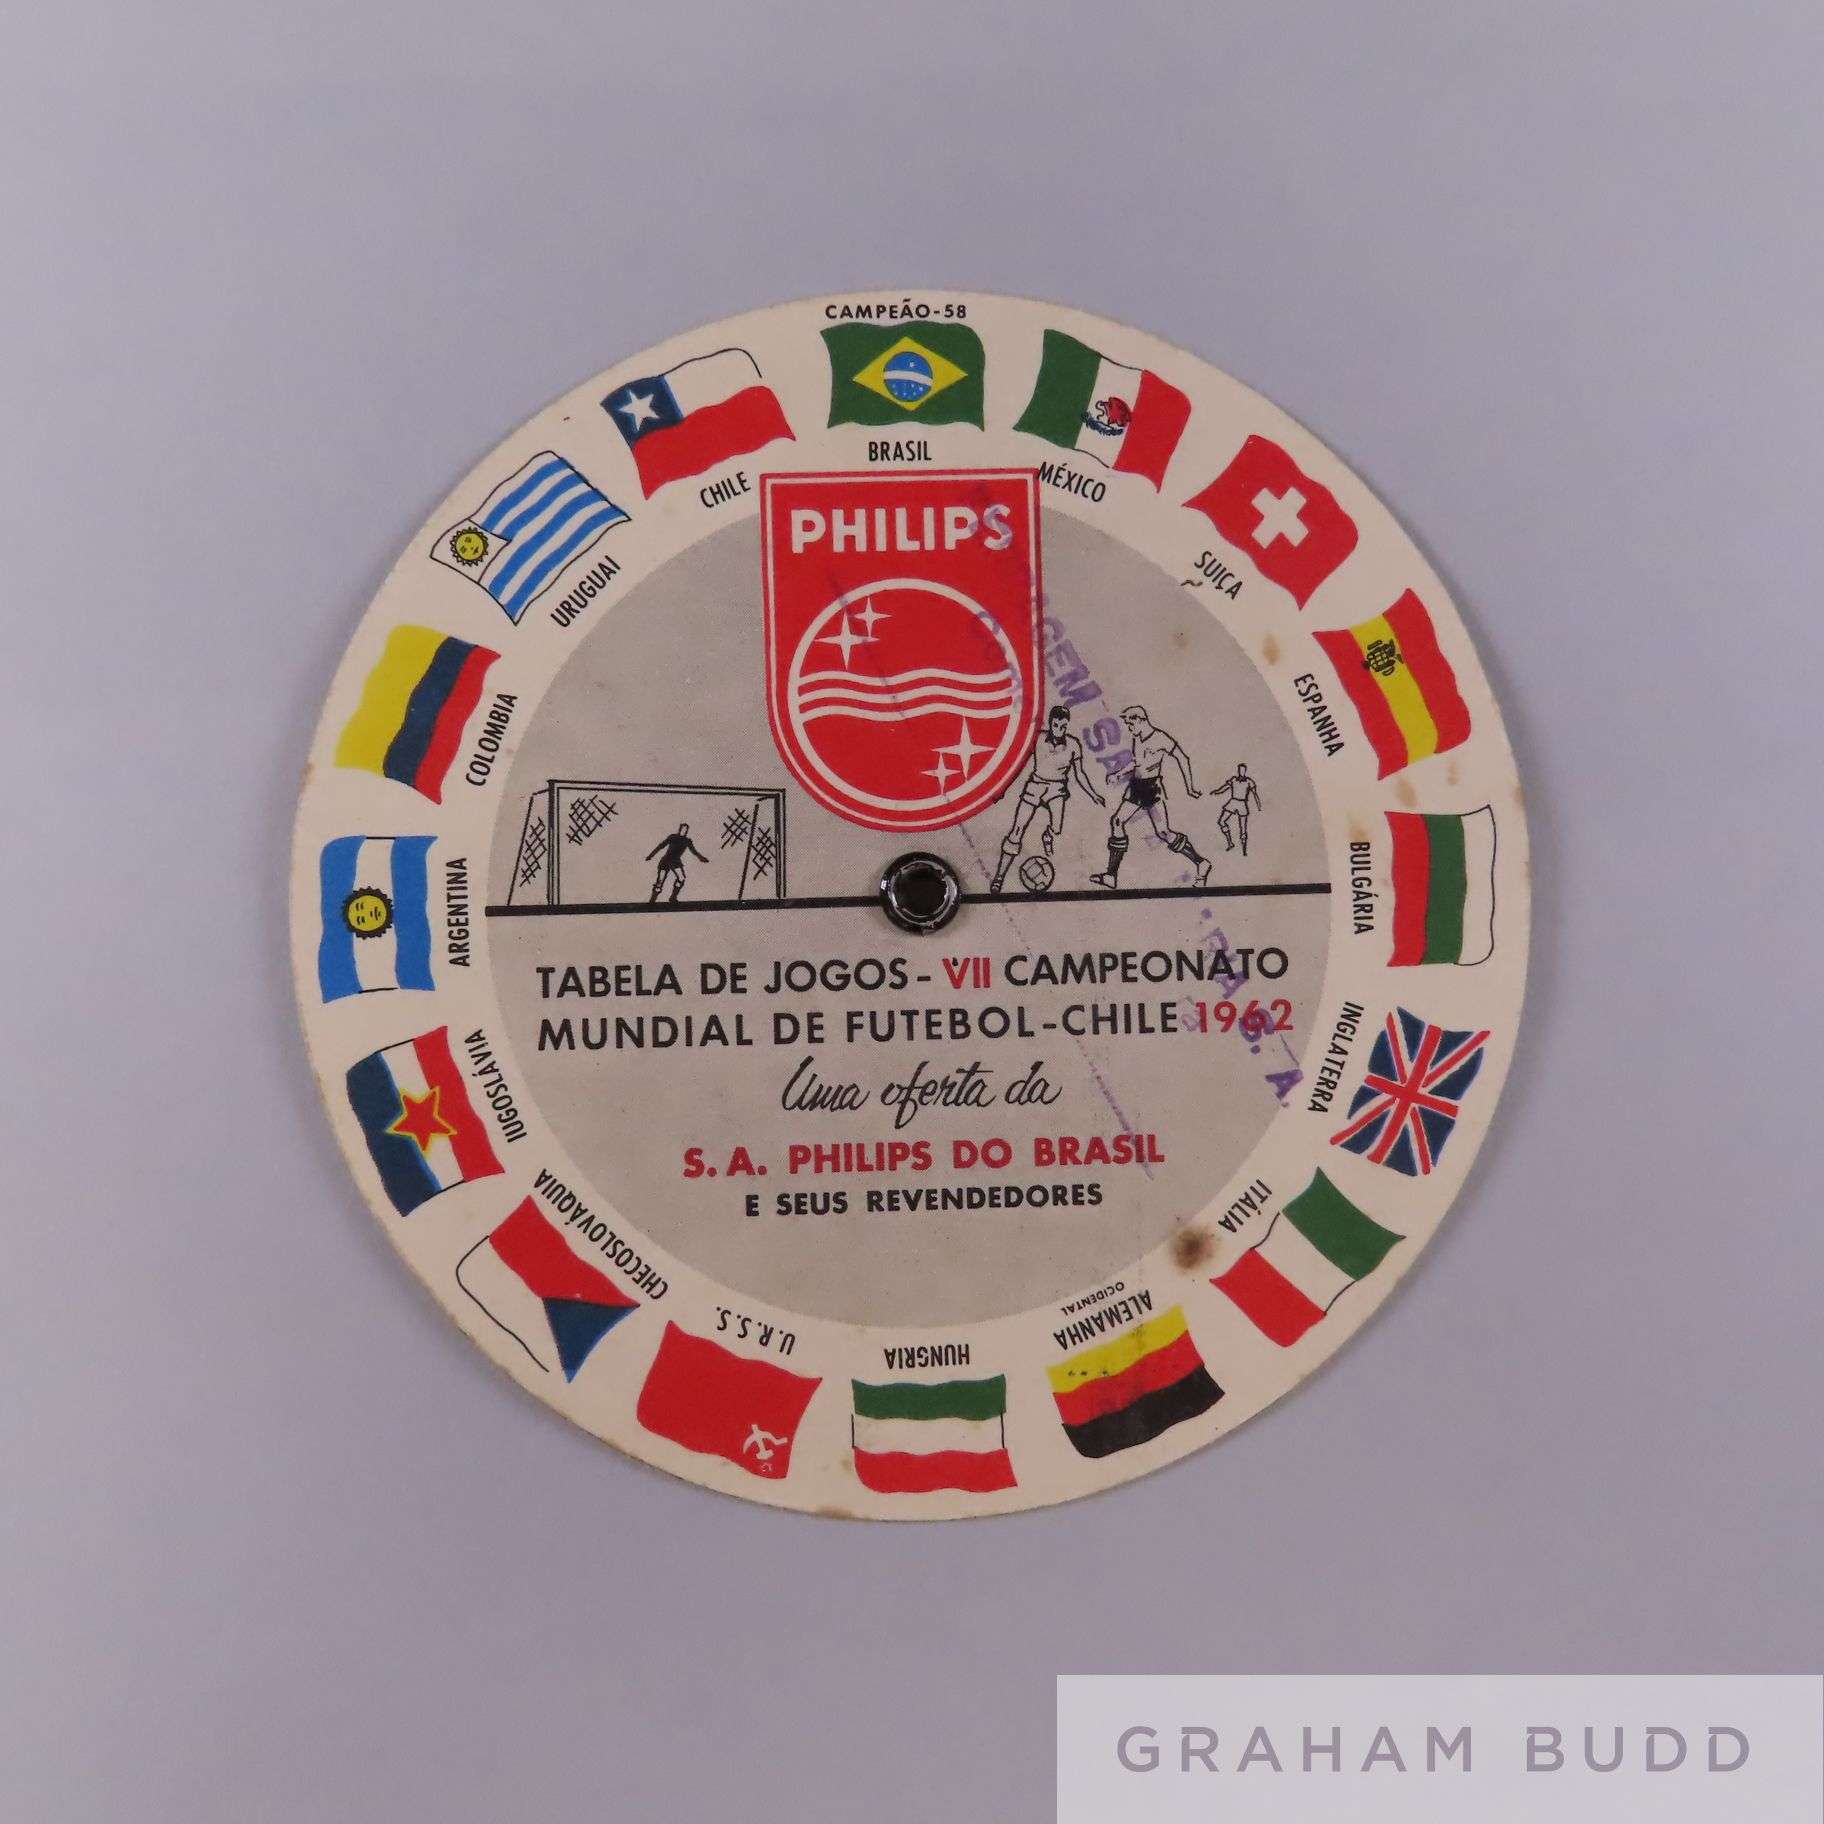 CAMPEÃO-58
BRASIL
MÉXICO
SUIÇA
ESPANHA
BULGÁRIA
INGLATERRA
ITÁLIA
ALEMANHA
OCIDENTAL
HUNGRIA
U.R.S.S.
CHECOSLOVÁQUIA
IUGOSLÁVIA
ARGENTINA
COLOMBIA
URUGUAI
CHILE
PHILIPS
TABELA DE JOGOS - VII CAMPEONATO
MUNDIAL DE FUTEBOL-CHILE 1962
Uma oferta da
S. A. PHILIPS DO BRASIL
E SEUS REVENDEDORES
S. A.
GRAHAM BUDD